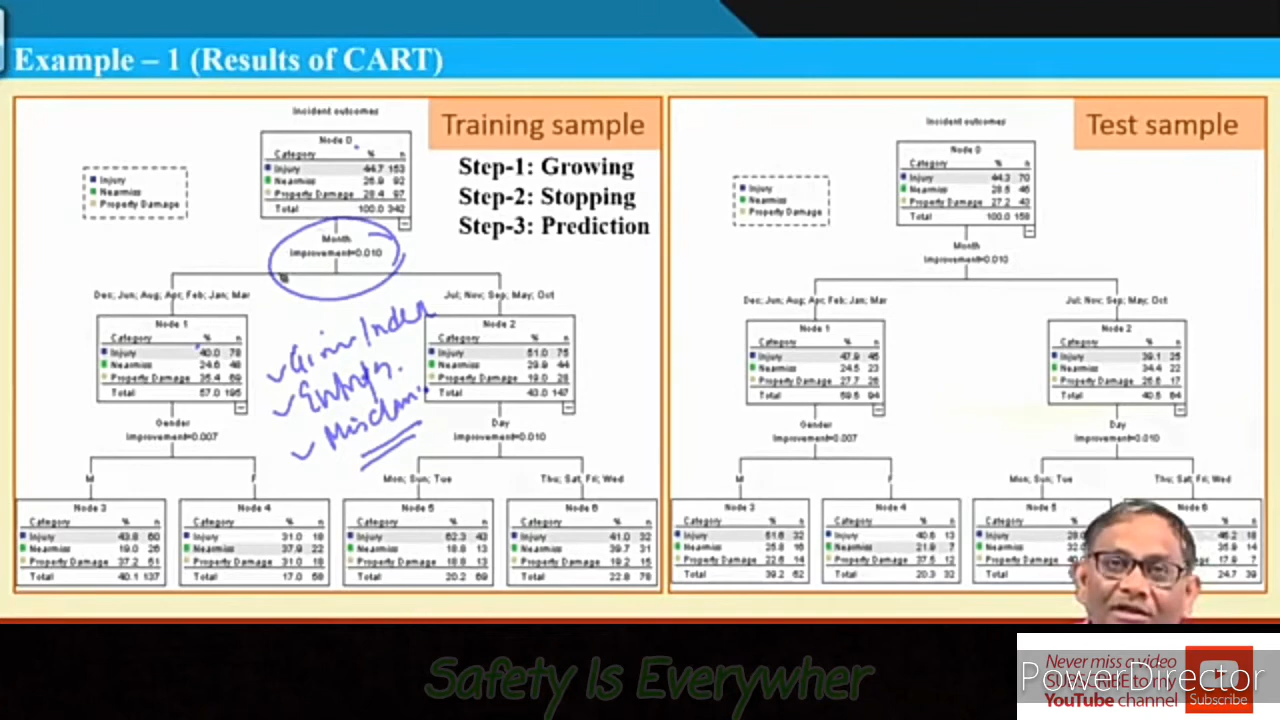 Example – 1 (Results of CART)
Training sample
Step-1: Growing
Step-2: Stopping
Step-3: Prediction
Incident outcomes
Node 0
Category % n
Injury 44.7 153
Nearmiss 26.9 92
Property Damage 28.4 97
Total 100.0 342
Injury
Nearmiss
Property Damage
Month
Improvement=0.010
Dec; Jun; Aug; Apr; Feb; Jan; Mar
Jul; Nov; Sep; May; Oct
Node 1
Category % n
Injury 40.0 78
Nearmiss 24.6 48
Property Damage 35.4 69
Total 57.0 195
Gini Index
Entropy
Node 2
Category % n
Injury 51.0 75
Nearmiss 29.9 44
Property Damage 19.0 28
Total 43.0 147
Gender
Improvement=0.007
Day
Improvement=0.010
M
F
Mon; Sun; Tue
Thu; Sat; Fri; Wed
Node 3
Category % n
Injury 43.8 60
Nearmiss 19.0 26
Property Damage 37.2 51
Total 40.1 137
Node 4
Category % n
Injury 31.0 18
Nearmiss 37.9 22
Property Damage 31.0 18
Total 17.0 58
Node 5
Category % n
Injury 62.3 43
Nearmiss 18.8 13
Property Damage 18.8 13
Total 20.2 69
Node 6
Category % n
Injury 41.0 32
Nearmiss 39.7 31
Property Damage 19.2 15
Total 22.8 78
Test sample
Incident outcomes
Node 0
Category % n
Injury 44.3 70
Nearmiss 28.5 45
Property Damage 27.2 43
Total 100.0 158
Injury
Nearmiss
Property Damage
Month
Improvement=0.010
Dec; Jun; Aug; Apr; Feb; Jan; Mar
Jul; Nov; Sep; May; Oct
Node 1
Category % n
Injury 47.9 45
Nearmiss 24.5 23
Property Damage 27.7 26
Total 59.5 94
Node 2
Category % n
Injury 39.1 25
Nearmiss 34.4 22
Property Damage 26.6 17
Total 40.5 64
Gender
Improvement=0.007
Day
Improvement=0.010
M
F
Mon; Sun; Tue
Thu; Sat; Fri; Wed
Node 3
Category % n
Injury 51.6 32
Nearmiss 25.8 16
Property Damage 22.6 14
Total 39.2 62
Node 4
Category % n
Injury 40.6 13
Nearmiss 21.9 7
Property Damage 37.5 12
Total 20.3 32
Node 5
Category
Injury
Nearmiss
Property Damage
Total
Node 6
% n
46.2 18
35.9 14
17.9 7
24.7 39
Safety Is Everywher
Never miss a video
SUBSCRIBE to my
YouTube channel
Subscribe
PowerDirector